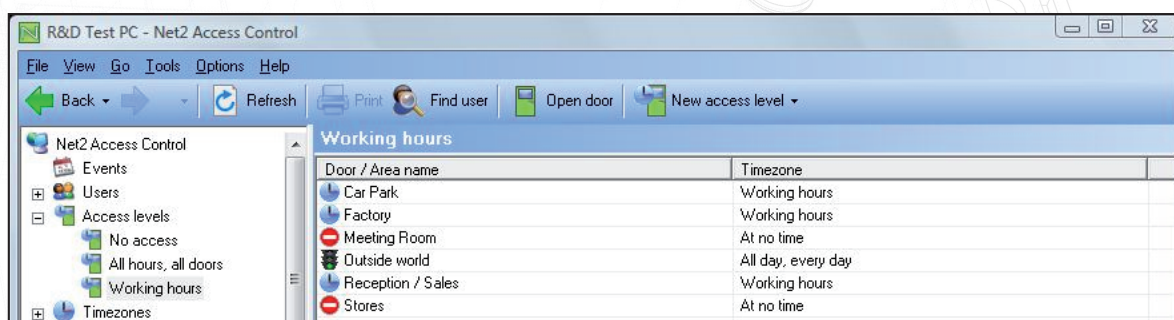 R&D Test PC - Net2 Access Control
File View Go Tools Options Help
Back Refresh Print Find user Open door New access level
Net2 Access Control
Events
Users
Access levels
No access
All hours, all doors
Working hours
Timezones
Working hours
Door / Area name Timezone
Car Park Working hours
Factory Working hours
Meeting Room At no time
Outside world All day, every day
Reception / Sales Working hours
Stores At no time